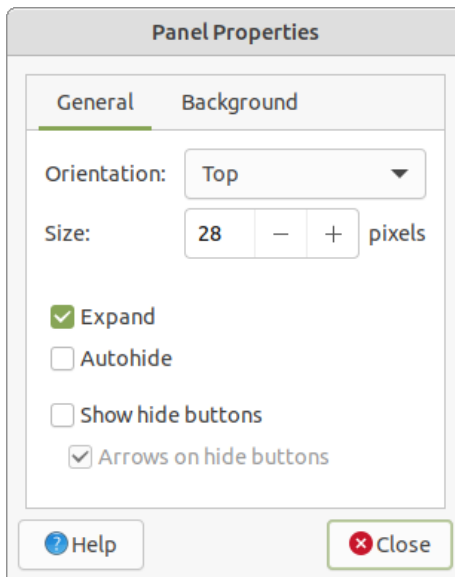 Panel Properties
General Background
Orientation: Top
Size: 28 − + pixels
Expand
Autohide
Show hide buttons
Arrows on hide buttons
Help Close